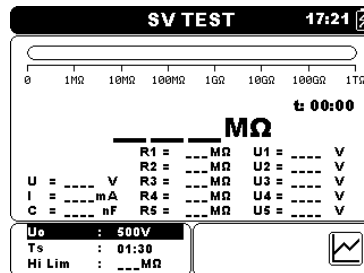 SV TEST 17:21
0 1MΩ 10MΩ 100MΩ 1GΩ 10GΩ 100GΩ 1TΩ
t: 00:00
___ MΩ
R1 = ___MΩ U1 = ____ V
R2 = ___MΩ U2 = ____ V
U = ____ V R3 = ___MΩ U3 = ____ V
I = ____mA R4 = ___MΩ U4 = ____ V
C = ____ nF R5 = ___MΩ U5 = ____ V
Uo : 500V
Ts : 01:30
Hi Lim : ___MΩ